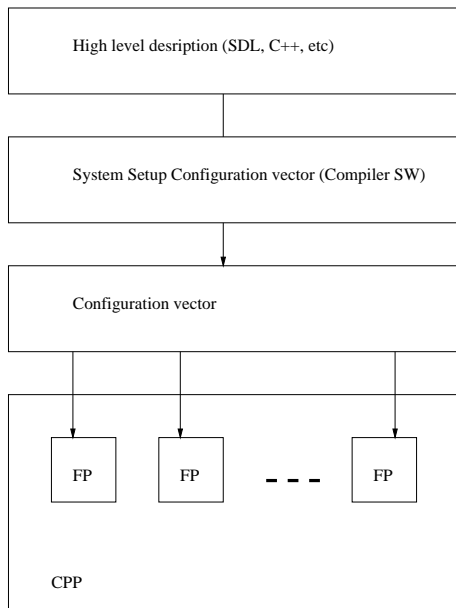 High level desription (SDL, C++, etc)
System Setup Configuration vector (Compiler SW)
Configuration vector
FP FP FP
CPP